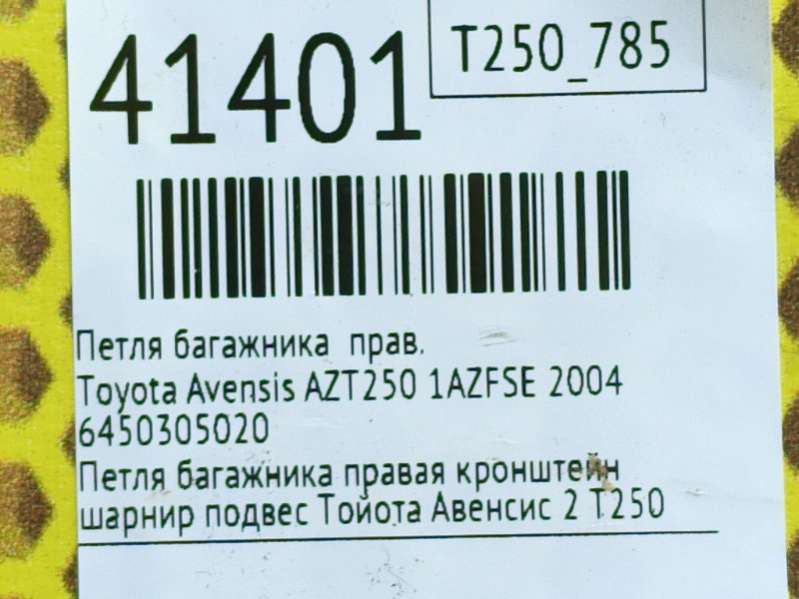 41401
T250_785
Петля багажника прав.
Toyota Avensis AZT250 1AZFSE 2004
6450305020
Петля багажника правая кронштейн
шарнир подвес Тойота Авенсис 2 T250